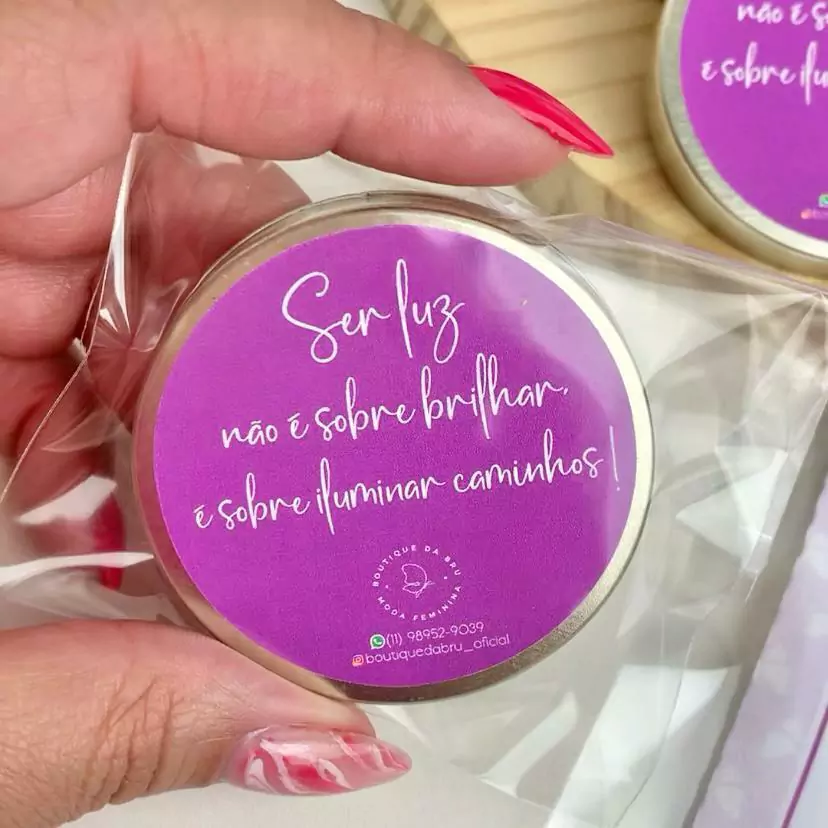 Ser luz
não é sobre brilhar,
é sobre iluminar caminhos!
BOUTIQUE DA BRU
MODA FEMININA
(11) 98952-9039
@boutiquedabru_oficial
não é
é sobre